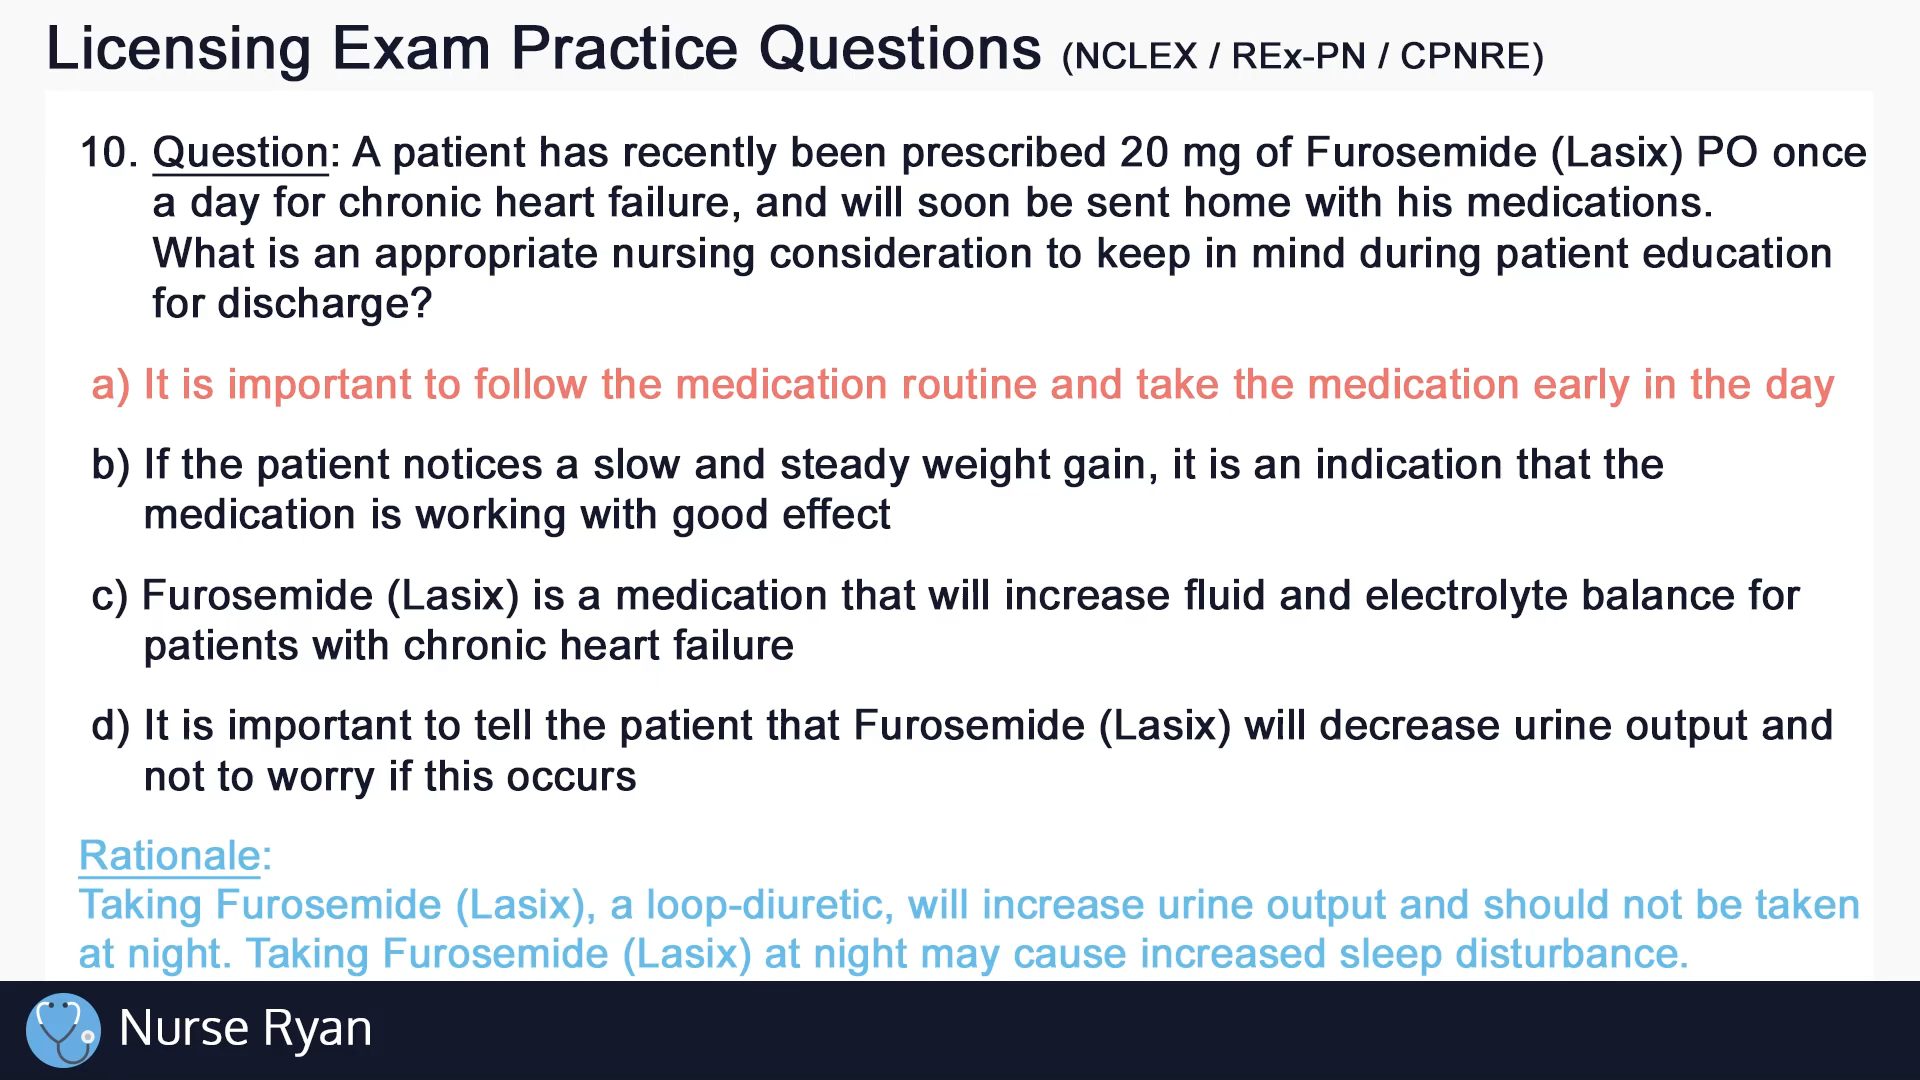 Licensing Exam Practice Questions (NCLEX / REx-PN / CPNRE)
10. Question: A patient has recently been prescribed 20 mg of Furosemide (Lasix) PO once
a day for chronic heart failure, and will soon be sent home with his medications.
What is an appropriate nursing consideration to keep in mind during patient education
for discharge?
a) It is important to follow the medication routine and take the medication early in the day
b) If the patient notices a slow and steady weight gain, it is an indication that the
medication is working with good effect
c) Furosemide (Lasix) is a medication that will increase fluid and electrolyte balance for
patients with chronic heart failure
d) It is important to tell the patient that Furosemide (Lasix) will decrease urine output and
not to worry if this occurs
Rationale:
Taking Furosemide (Lasix), a loop-diuretic, will increase urine output and should not be taken
at night. Taking Furosemide (Lasix) at night may cause increased sleep disturbance.
Nurse Ryan